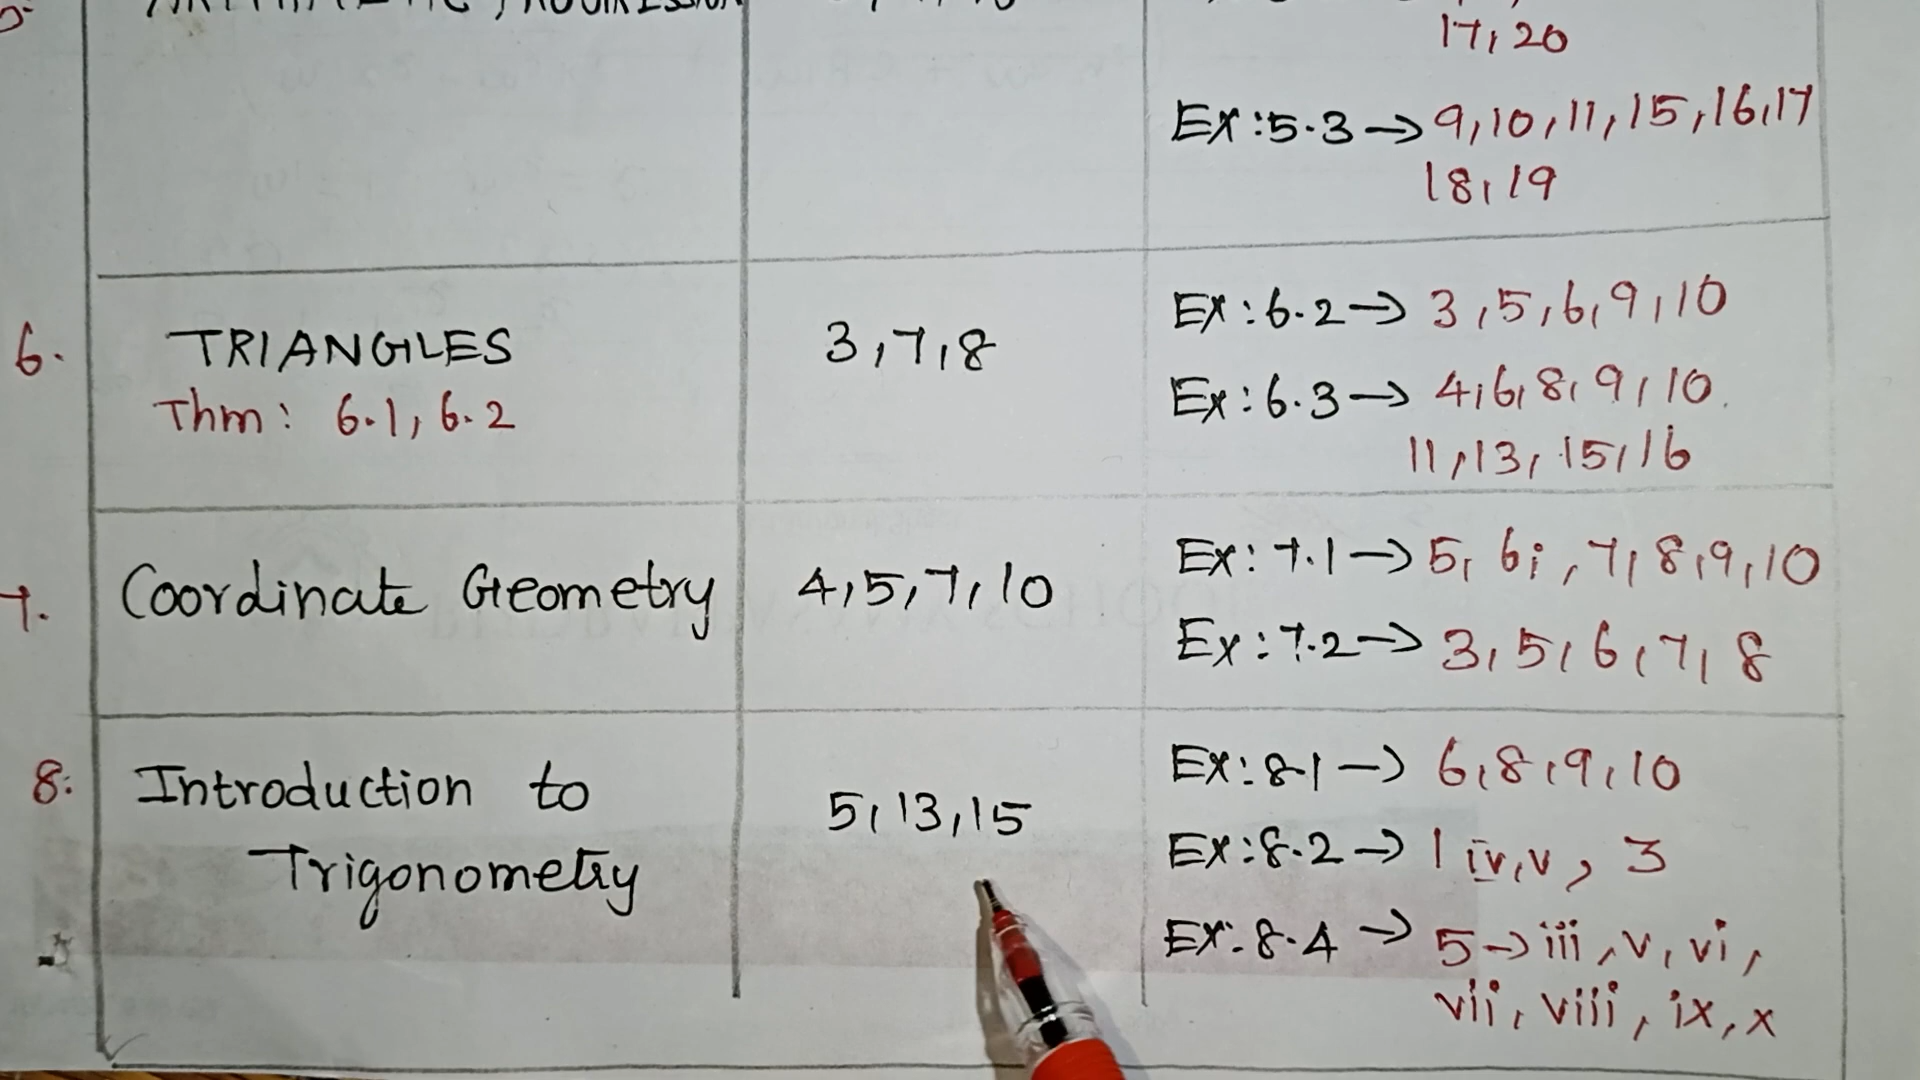 17, 20
Ex:5.3→ 9,10,11,15,16,17
18,19
6. TRIANGLES 3,7,8 Ex:6.2→ 3,5,6,9,10
Thm: 6.1, 6.2 Ex:6.3→ 4,6,8,9,10
11,13,15,16
7. Coordinate Geometry 4,5,7,10 Ex:7.1→ 5, 6i, 7,8,9,10
Ex:7.2→ 3,5,6,7,8
8. Introduction to 5,13,15 Ex:8.1→ 6,8,9,10
Trigonometry Ex:8.2→ 1 iv,v, 3
Ex:8.4→ 5→iii, v, vi,
vii, viii, ix, x